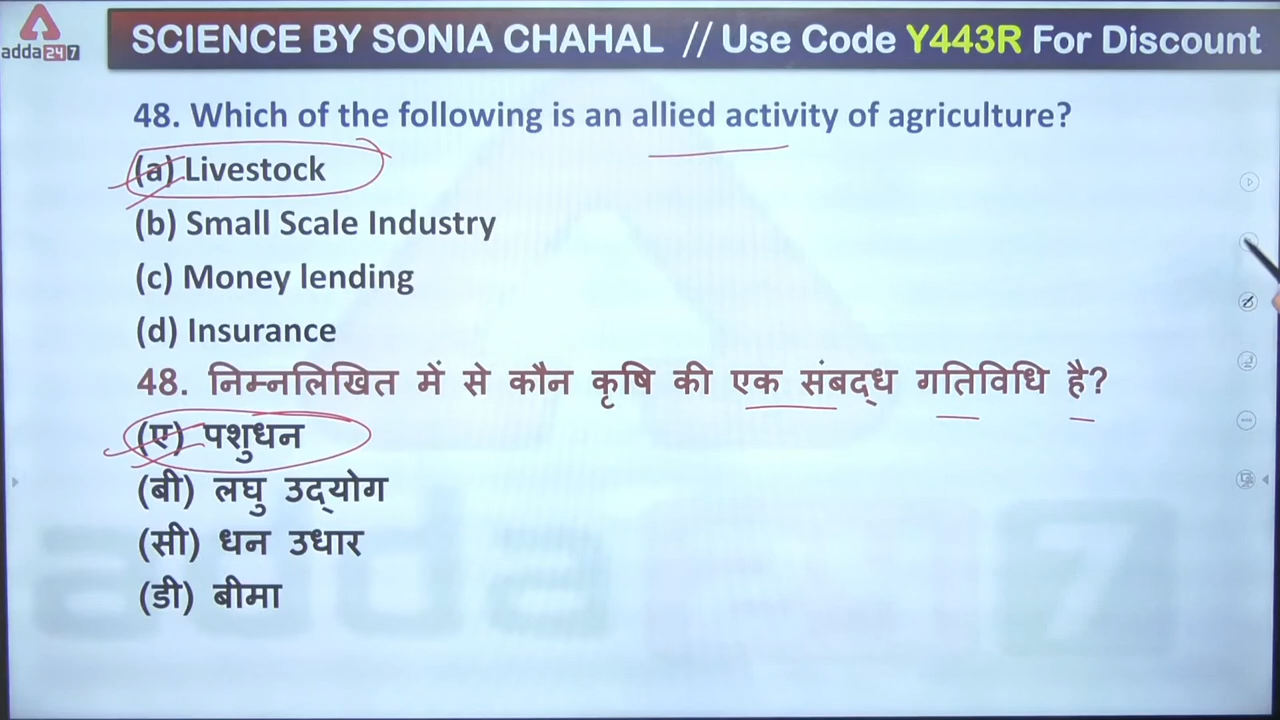 adda247
SCIENCE BY SONIA CHAHAL // Use Code Y443R For Discount
48. Which of the following is an allied activity of agriculture?
(a) Livestock
(b) Small Scale Industry
(c) Money lending
(d) Insurance
48. निम्नलिखित में से कौन कृषि की एक संबद्ध गतिविधि है?
(ए) पशुधन
(बी) लघु उद्योग
(सी) धन उधार
(डी) बीमा
adda 7